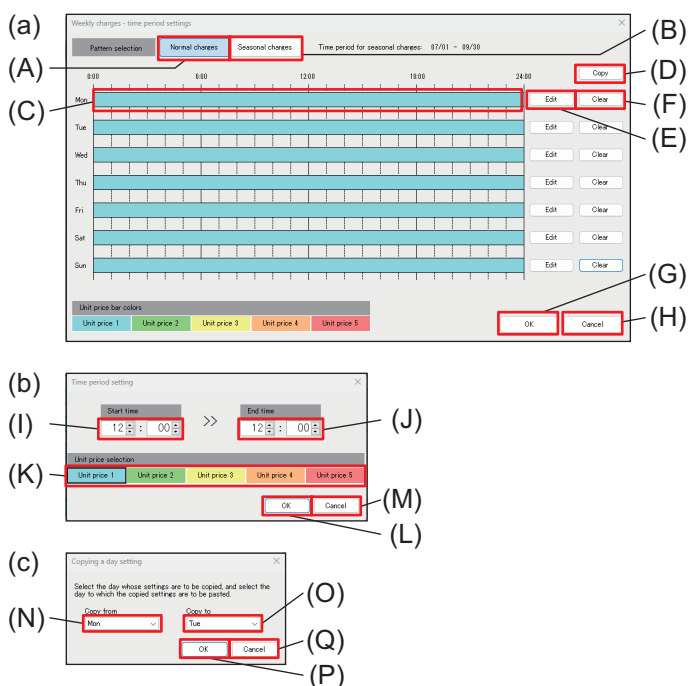 (a)
Weekly charges - time period settings
Pattern selection Normal charges Seasonal charges Time period for seasonal charges: 07/01 - 09/30
(B)
(A)
0:00 6:00 12:00 18:00 24:00 Copy
(D)
(C)
Mon Edit Clear
(F)
(E)
Tue Edit Clear
Wed Edit Clear
Thu Edit Clear
Fri Edit Clear
Sat Edit Clear
Sun Edit Clear
(G)
Unit price bar colors
Unit price 1 Unit price 2 Unit price 3 Unit price 4 Unit price 5
OK Cancel
(H)
(b)
Time period setting
Start time End time
(I)
12 : 00 >> 12 : 00
(J)
Unit price selection
(K)
Unit price 1 Unit price 2 Unit price 3 Unit price 4 Unit price 5
OK Cancel
(M)
(L)
(c)
Copying a day setting
Select the day whose settings are to be copied, and select the
day to which the copied settings are to be pasted.
Copy from Copy to
(O)
(N)
Mon Tue
OK Cancel
(Q)
(P)